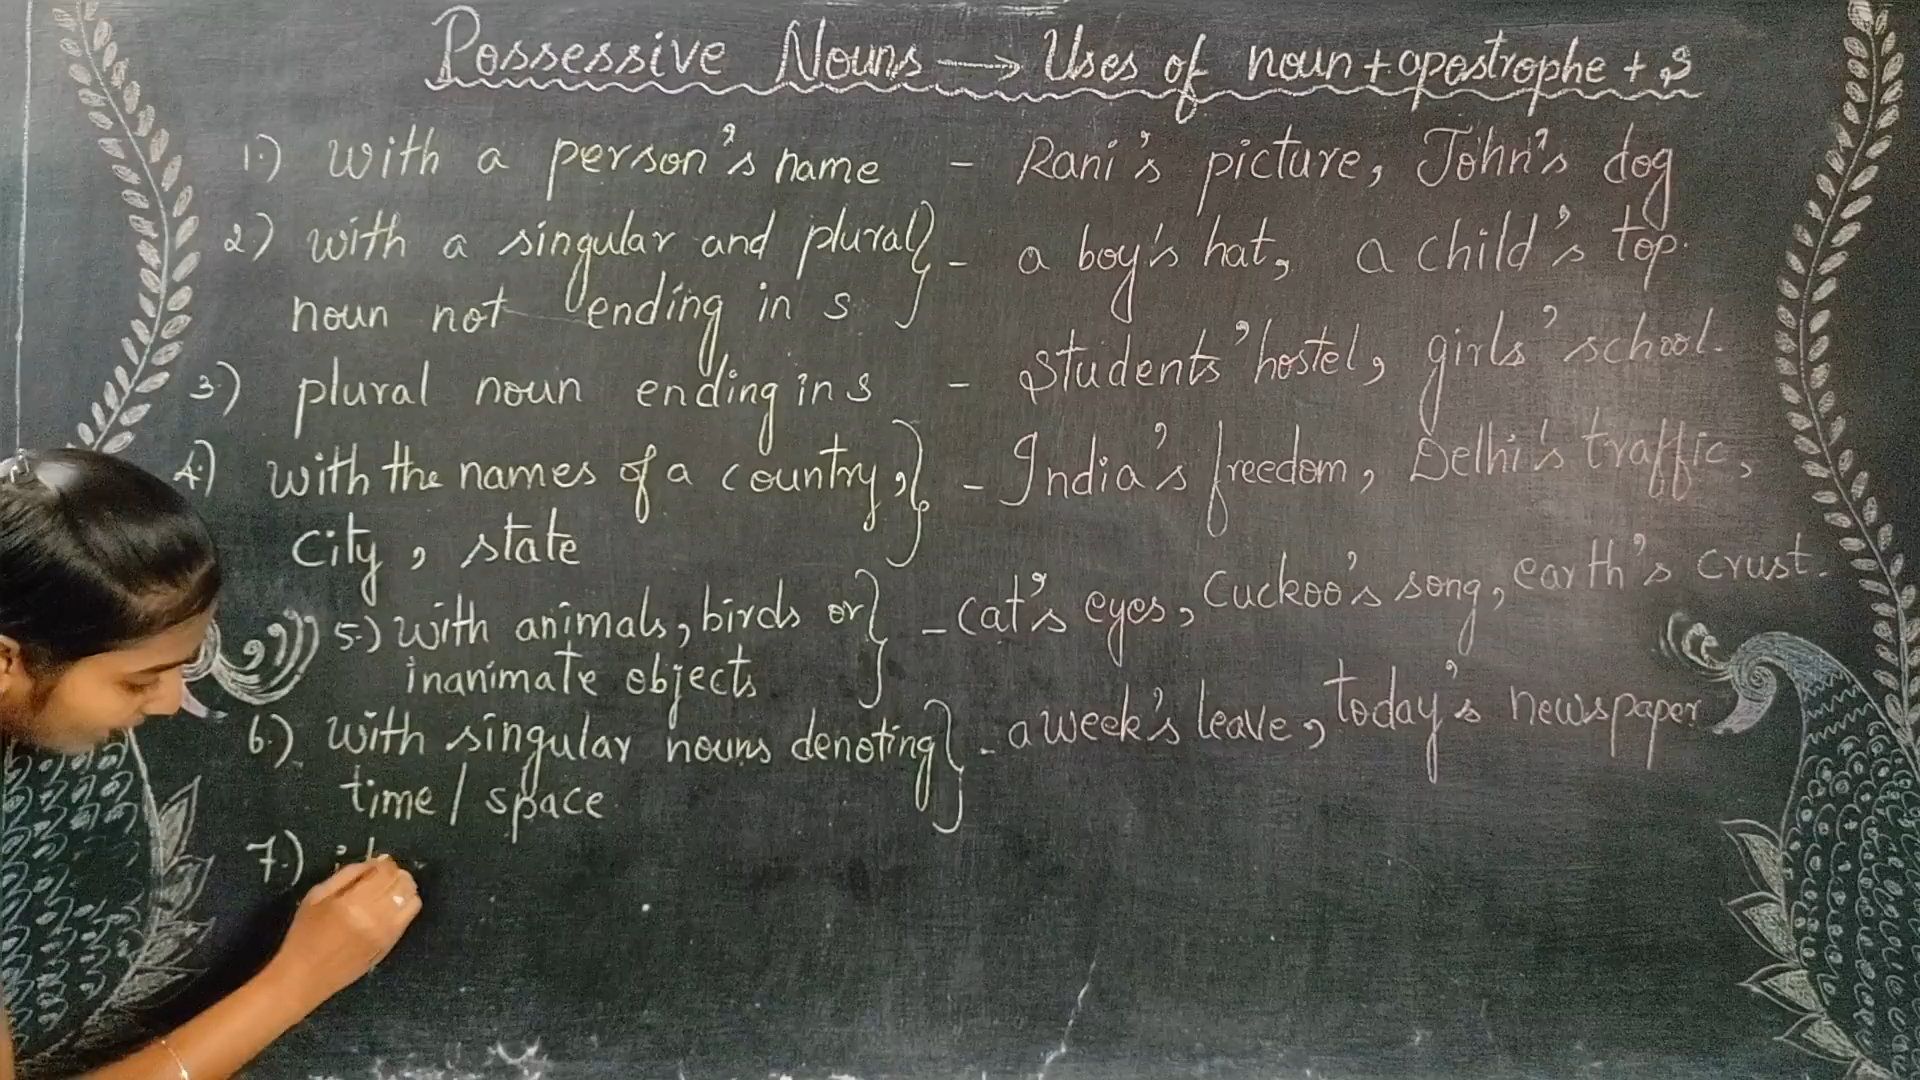 Possessive Nouns → Uses of noun + apostrophe + s
1.) with a person's name - Rani's picture, John's dog
2.) with a singular and plural } - a boy's hat, a child's top.
noun not ending in s
3.) plural noun ending in s - students' hostel, girls' school.
4.) with the names of a country, } - India's freedom, Delhi's traffic,
city, state
5.) with animals, birds or } - cat's eyes, cuckoo's song, earth's crust.
inanimate objects
6.) with singular nouns denoting } - a week's leave, today's newspaper
time / space
7.)